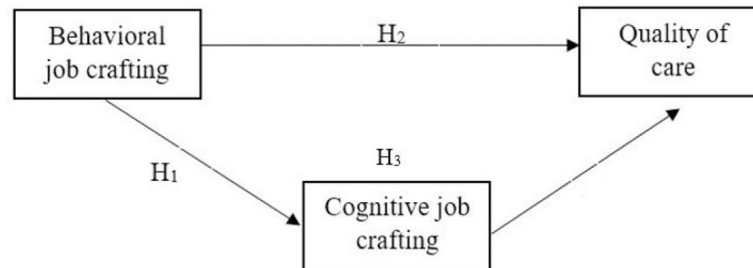 Behavioral
job crafting
H₂
Quality of
care
H₁
H₃
Cognitive job
crafting